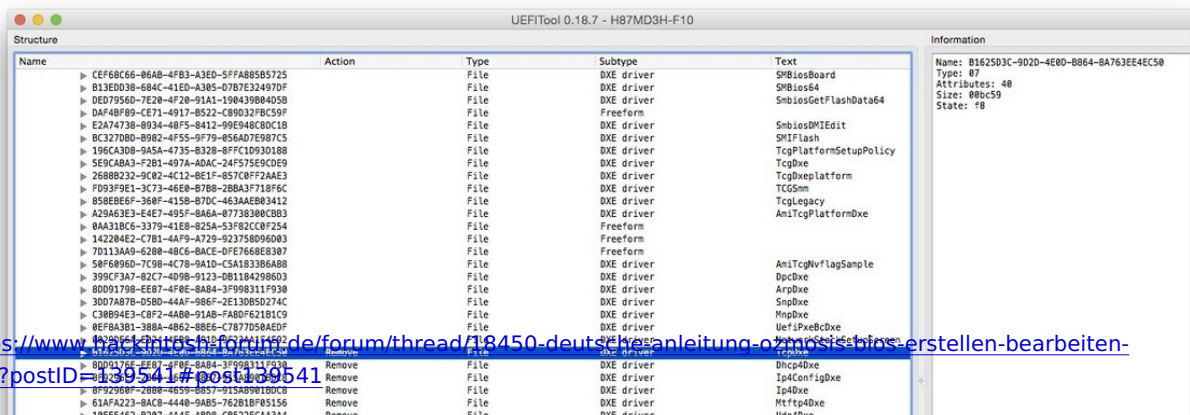 UEFITool 0.18.7 - H87MD3H-F10
Structure
Information
Name Action Type Subtype Text
CEF68C66-06AB-4FB3-A3ED-5FFA885B5725 File DXE driver SMBiosBoard
B13EDD38-684C-41ED-A305-D7B7E32497DF File DXE driver SMBios64
DED7956D-7E20-4F20-91A1-190439B04D5B File DXE driver SmbiosGetFlashData64
DAF4BF89-CE71-4917-B522-C89D32FBC59F File Freeform
E2A74738-8934-48F5-8412-99E948C8DC1B File DXE driver SmbiosDMIEdit
BC327DBD-B982-4F55-9F79-056AD7E987C5 File DXE driver SMIFlash
196CA3D8-9A5A-4735-B328-8FFC1D93D188 File DXE driver TcgPlatformSetupPolicy
5E9CABA3-F2B1-497A-ADAC-24F575E9CDE9 File DXE driver TcgDxe
2688B232-9C02-4C12-BE1F-857C0FF2AAE3 File DXE driver TcgDxeplatform
FD93F9E1-3C73-46E0-B7B8-2BBA3F718F6C File DXE driver TCGSmm
858EBE6F-360F-415B-B7DC-463AAEB03412 File DXE driver TcgLegacy
A29A63E3-E4E7-495F-8A6A-07738300CBB3 File DXE driver AmiTcgPlatformDxe
0AA31BC6-3379-41E8-825A-53F82CC0F254 File Freeform
142204E2-C7B1-4AF9-A729-923758D96D03 File Freeform
7D113AA9-6280-48C6-BACE-DFE7668E8307 File Freeform
50F6096D-7C98-4C78-9A1D-C5A1833B6A88 File DXE driver AmiTcgNvflagSample
399CF3A7-82C7-4D9B-9123-DB11842986D3 File DXE driver DpcDxe
8DD91798-EE87-4F0E-8A84-3F998311F930 File DXE driver ArpDxe
3DD7A87B-D5BD-44AF-986F-2E13DB5D274C File DXE driver SnpDxe
C30B94E3-C8F2-4AB0-91AB-FA8DF621B1C9 File DXE driver MnpDxe
0EF8A3B1-388A-4B62-8BE6-C7877D50AEDF File DXE driver UefiPxeBcDxe
s://www.hackintosh-forum.de/forum/thread/18450-deutsche-anleitung-ozmosis-bios-erstellen-bearbeiten-
Remove
8DD9176E-EE87-4F0E-8A84-3F998311F930 Remove File DXE driver Dhcp4Dxe
?postID=139541#post139541 Remove File DXE driver Ip4ConfigDxe
8F92960F-2880-4659-B857-915A8901BDC8 Remove File DXE driver Ip4Dxe
61AFA223-8AC8-4440-9AB5-762B1BF05156 Remove File DXE driver Mtftp4Dxe
Remove File DXE driver
Name: B1625D3C-9D2D-4E0D-B864-8A763EE4EC50
Type: 07
Attributes: 40
Size: 00bc59
State: f8